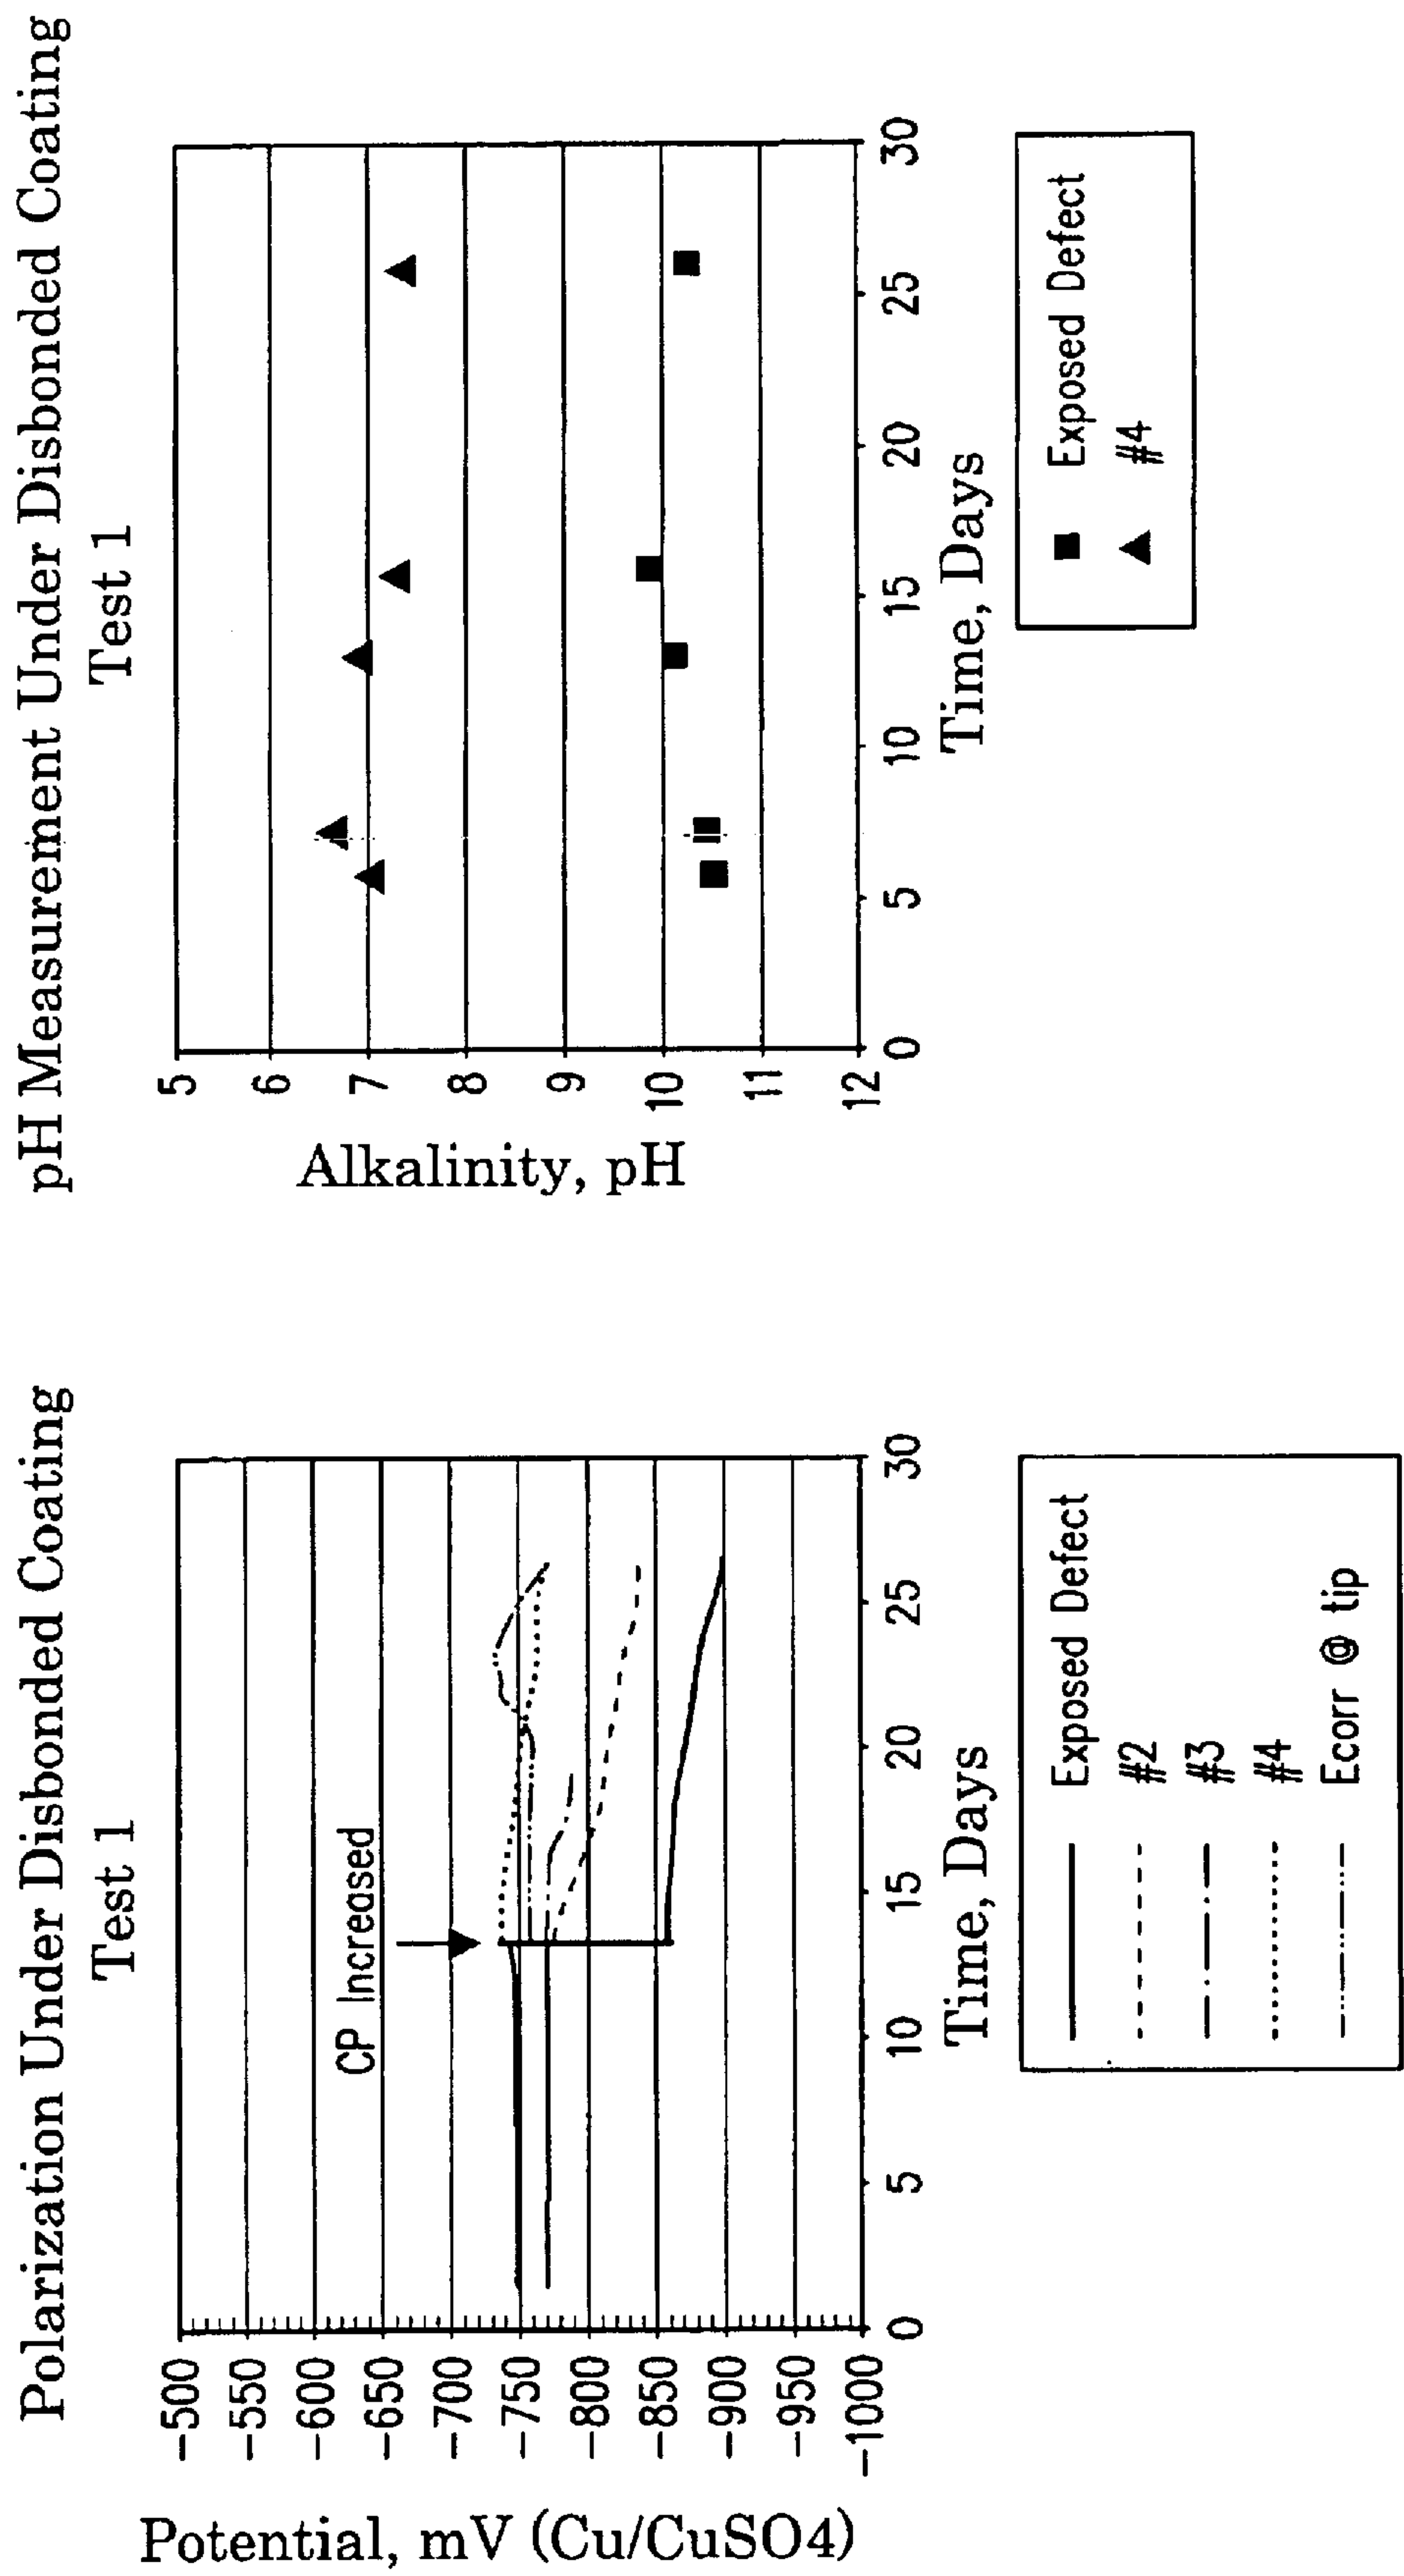 Polarization Under Disbonded Coating
Test 1
Potential, mV (Cu/CuSO4)
-500
-550
-600
-650
-700
-750
-800
-850
-900
-950
-1000
CP Increased
0 5 10 15 20 25 30
Time, Days
Exposed Defect
#2
#3
#4
Ecorr @ tip
pH Measurement Under Disbonded Coating
Test 1
Alkalinity, pH
5
6
7
8
9
10
11
12
0 5 10 15 20 25 30
Time, Days
Exposed Defect
#4